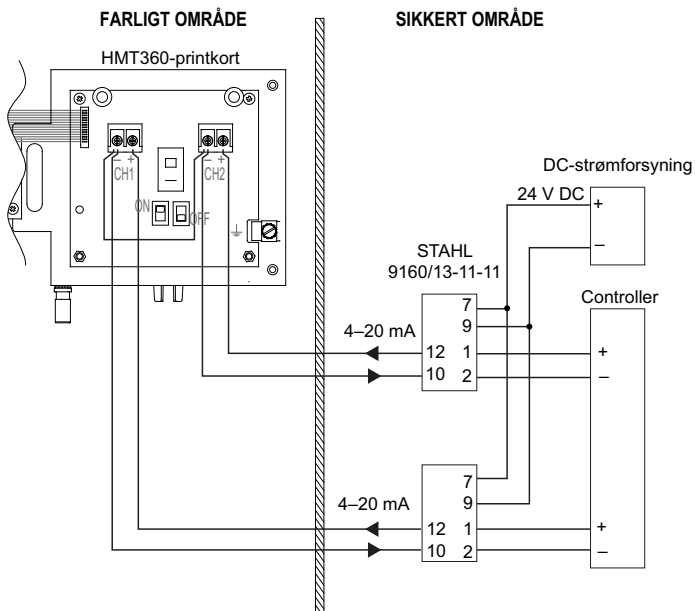 FARLIGT OMRÅDE
SIKKERT OMRÅDE
HMT360-printkort
– +
CH1
– +
CH2
ON
OFF
DC-strømforsyning
24 V DC
+
–
STAHL
9160/13-11-11
Controller
7
9
4–20 mA
12 1
10 2
+
–
7
9
4–20 mA
12 1
10 2
+
–